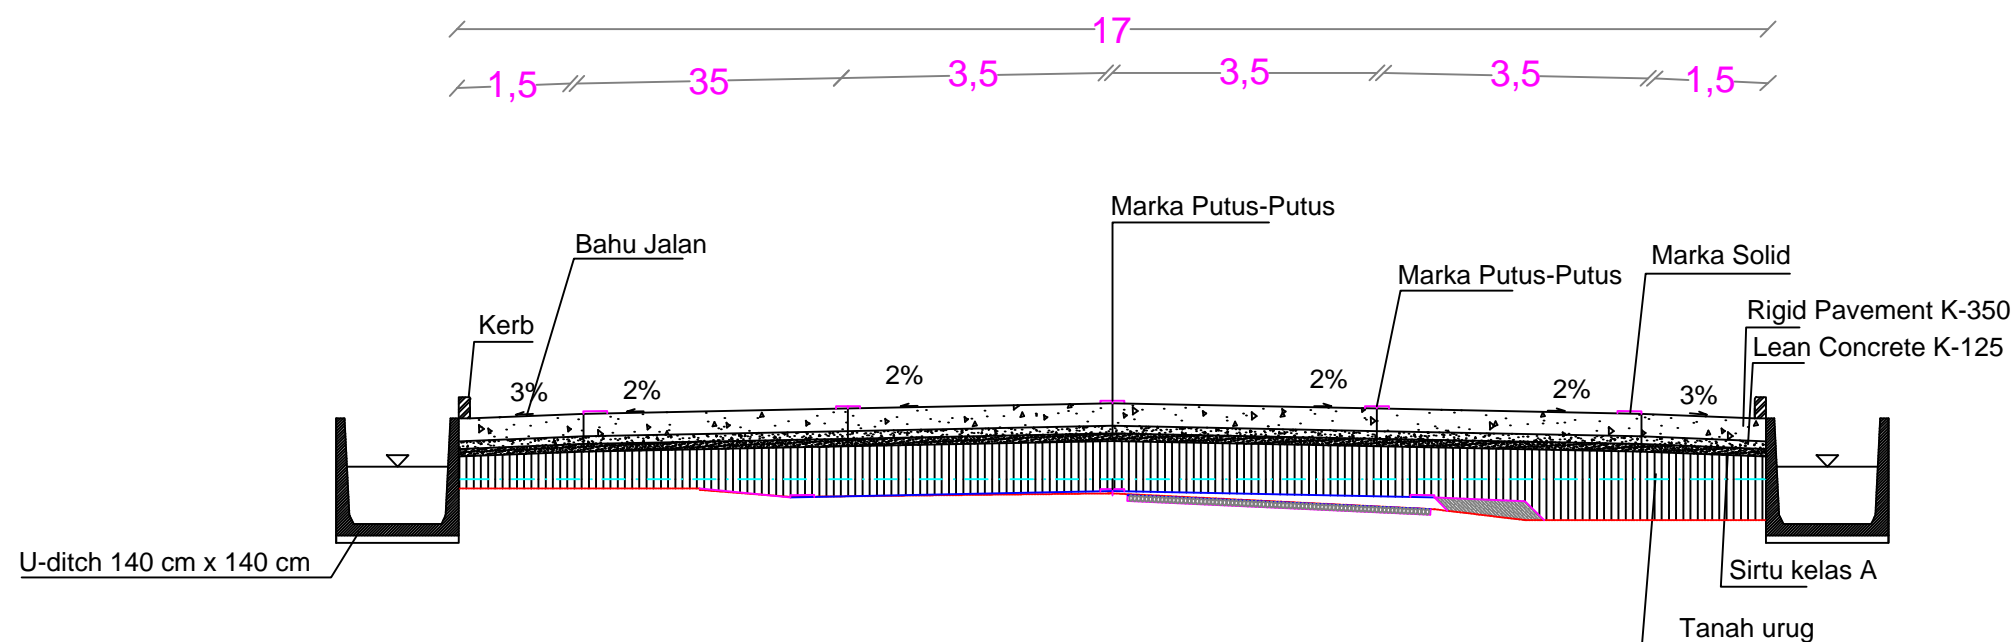 17
1,5 35 3,5 3,5 3,5 1,5
Marka Putus-Putus
Bahu Jalan
Marka Solid
Marka Putus-Putus
Rigid Pavement K-350
Kerb
Lean Concrete K-125
3% 2% 2% 2% 2% 3%
U-ditch 140 cm x 140 cm
Sirtu kelas A
Tanah urug